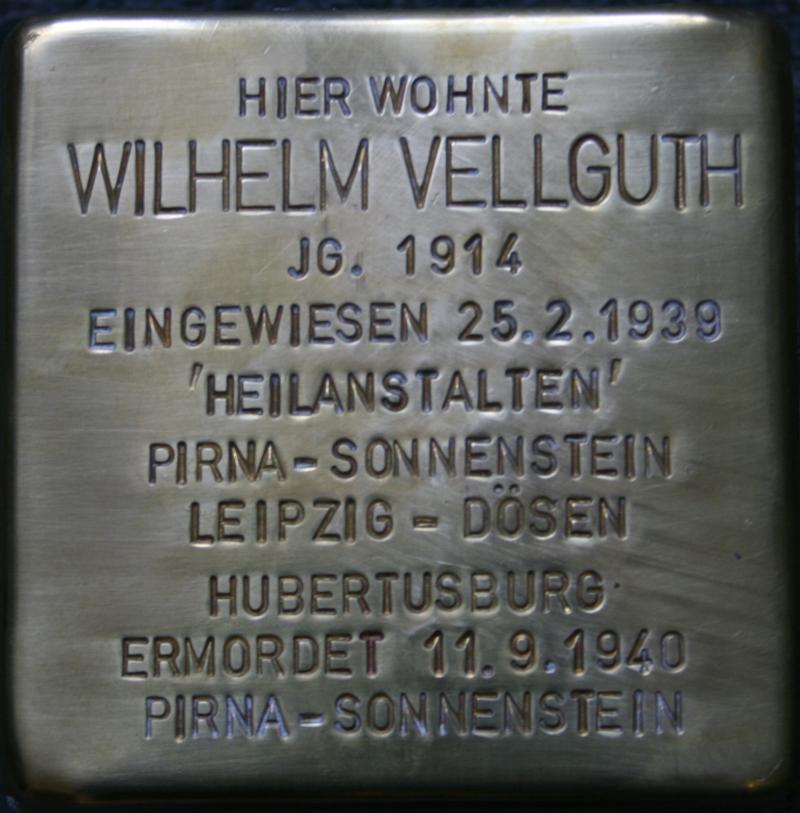 HIER WOHNTE
WILHELM VELLGUTH
JG. 1914
EINGEWIESEN 25.2.1939
'HEILANSTALTEN'
PIRNA-SONNENSTEIN
LEIPZIG - DÖSEN
HUBERTUSBURG
ERMORDET 11.9.1940
PIRNA-SONNENSTEIN